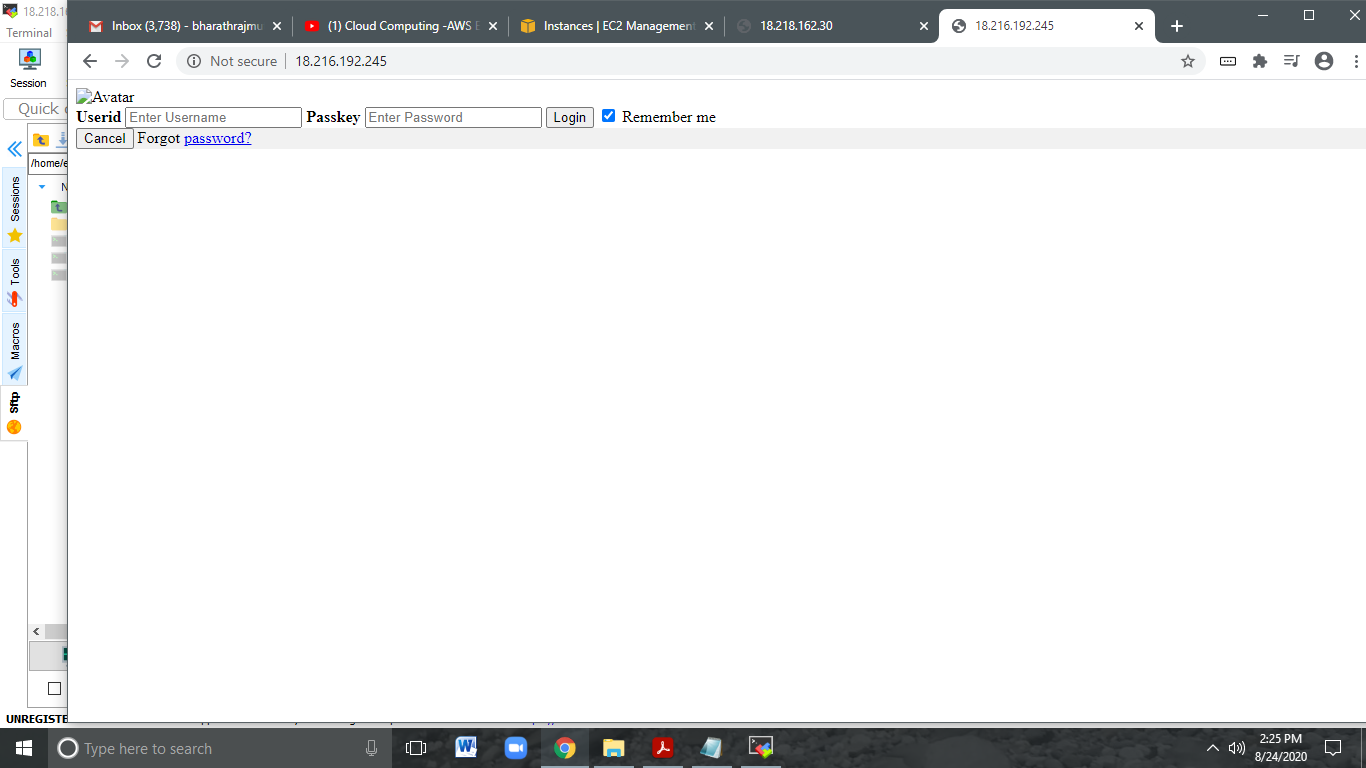 18.218.16
Inbox (3,738) - bharathrajmu
(1) Cloud Computing -AWS E
Instances | EC2 Management
18.218.162.30
18.216.192.245
Terminal
Not secure
18.216.192.245
Session
Quick
Avatar
Userid Enter Username Passkey Enter Password Login Remember me
Cancel Forgot password?
/home/e
Sessions
Tools
Macros
Sftp
UNREGISTE
Type here to search
2:25 PM
8/24/2020